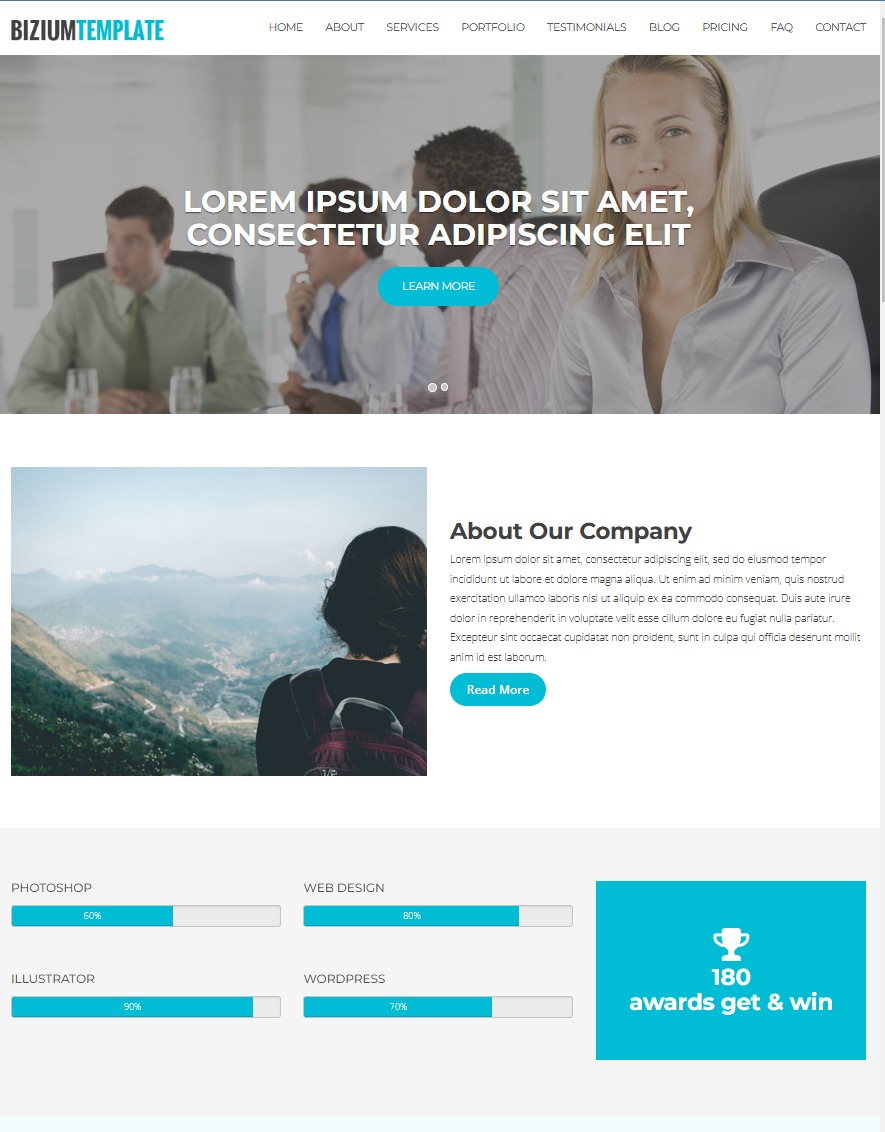 BIZIUMTEMPLATE
HOME ABOUT SERVICES PORTFOLIO TESTIMONIALS BLOG PRICING FAQ CONTACT
LOREM IPSUM DOLOR SIT AMET,
CONSECTETUR ADIPISCING ELIT
LEARN MORE
About Our Company
Lorem ipsum dolor sit amet, consectetur adipiscing elit, sed do eiusmod tempor
incididunt ut labore et dolore magna aliqua. Ut enim ad minim veniam, quis nostrud
exercitation ullamco laboris nisi ut aliquip ex ea commodo consequat. Duis aute irure
dolor in reprehenderit in voluptate velit esse cillum dolore eu fugiat nulla pariatur.
Excepteur sint occaecat cupidatat non proident, sunt in culpa qui officia deserunt mollit
anim id est laborum.
Read More
PHOTOSHOP
60%
WEB DESIGN
80%
ILLUSTRATOR
90%
WORDPRESS
70%
180
awards get & win